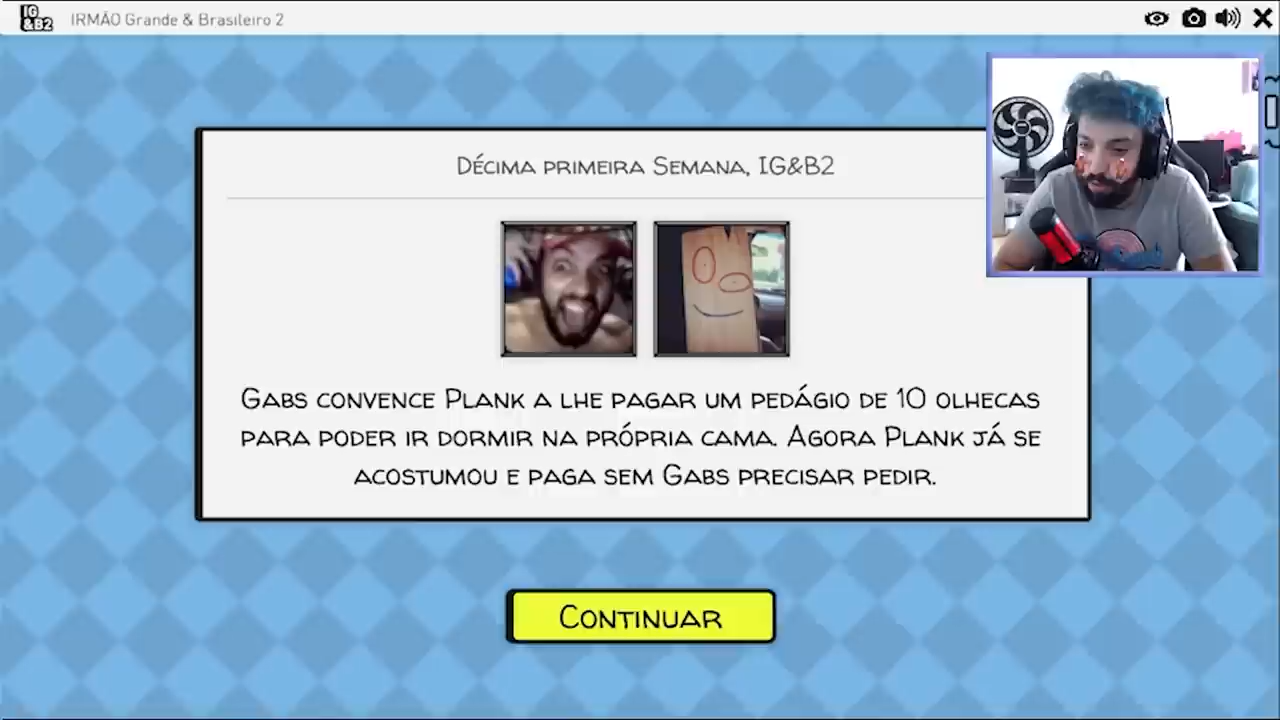 IG
&B2
IRMÃO Grande & Brasileiro 2
Décima primeira Semana, IG&B2
Gabs convence Plank a lhe pagar um pedágio de 10 olhecas
para poder ir dormir na própria cama. Agora Plank já se
acostumou e paga sem Gabs precisar pedir.
Continuar